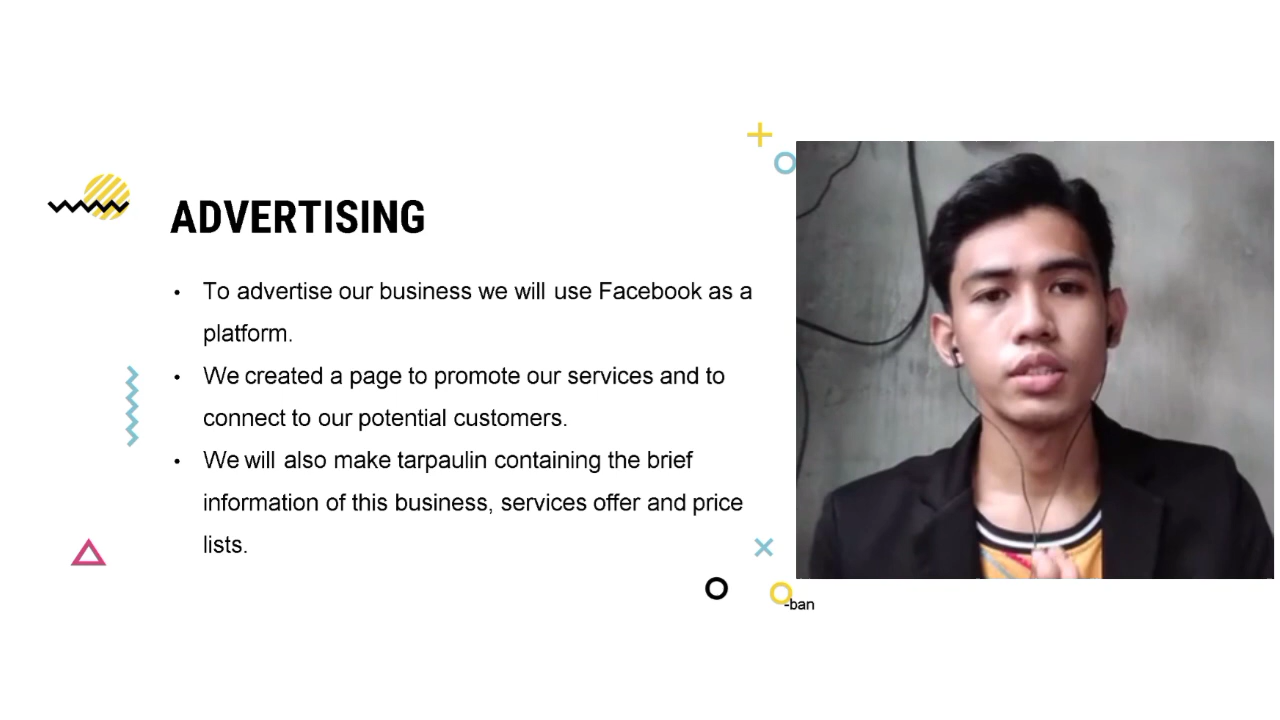 ADVERTISING
• To advertise our business we will use Facebook as a
platform.
• We created a page to promote our services and to
connect to our potential customers.
• We will also make tarpaulin containing the brief
information of this business, services offer and price
lists.
-ban